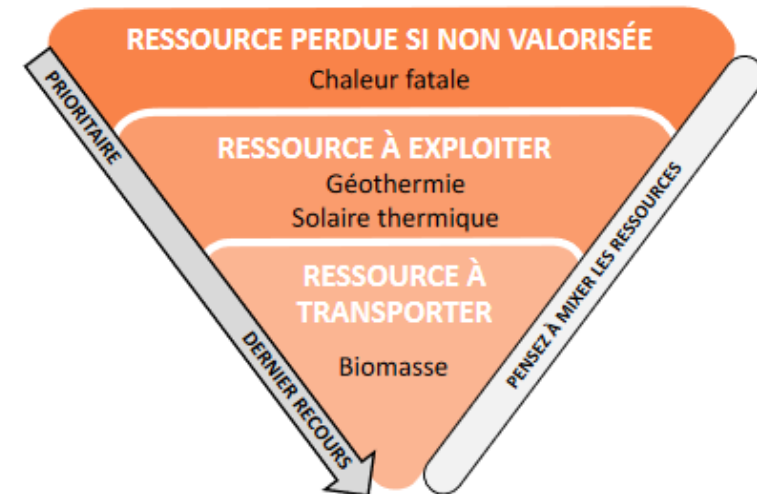 RESSOURCE PERDUE SI NON VALORISÉE
Chaleur fatale
PRIORITAIRE
RESSOURCE À EXPLOITER
Géothermie
Solaire thermique
RESSOURCE À
TRANSPORTER
Biomasse
DERNIER RECOURS
PENSEZ À MIXER LES RESSOURCES